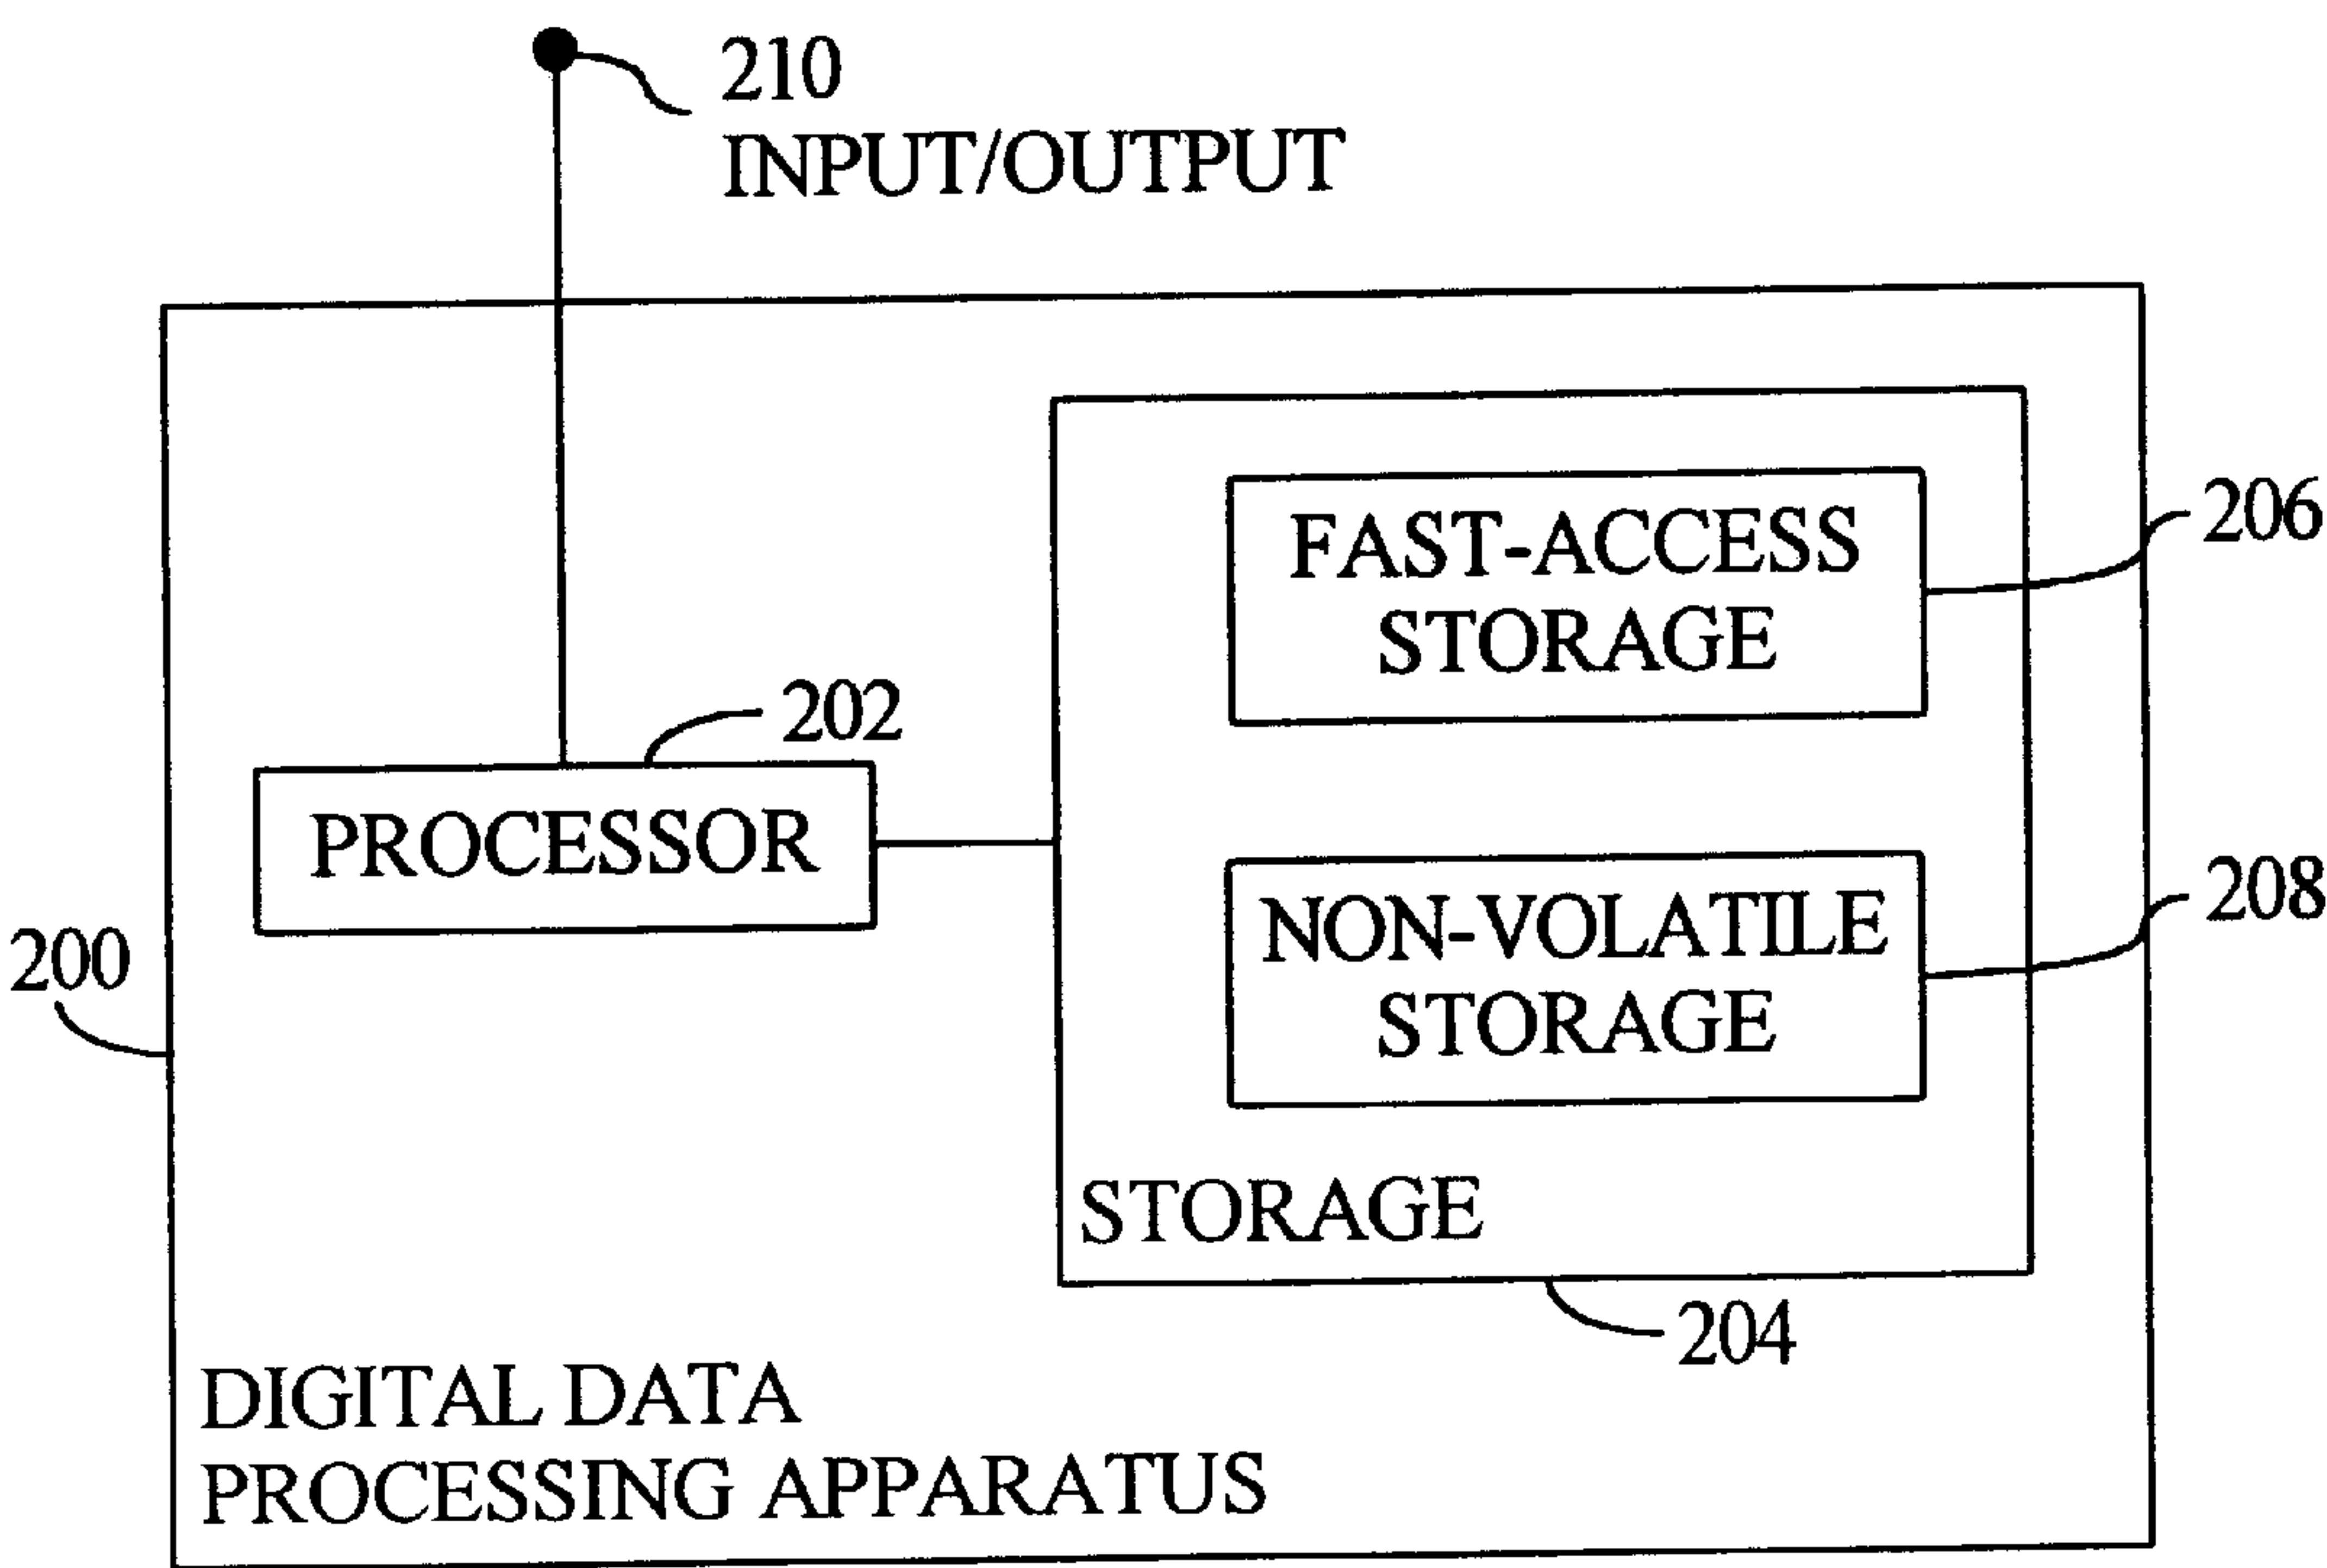 210
INPUT/OUTPUT
206
FAST-ACCESS
STORAGE
202
PROCESSOR
208
NON-VOLATILE
STORAGE
200
STORAGE
204
DIGITAL DATA
PROCESSING APPARATUS